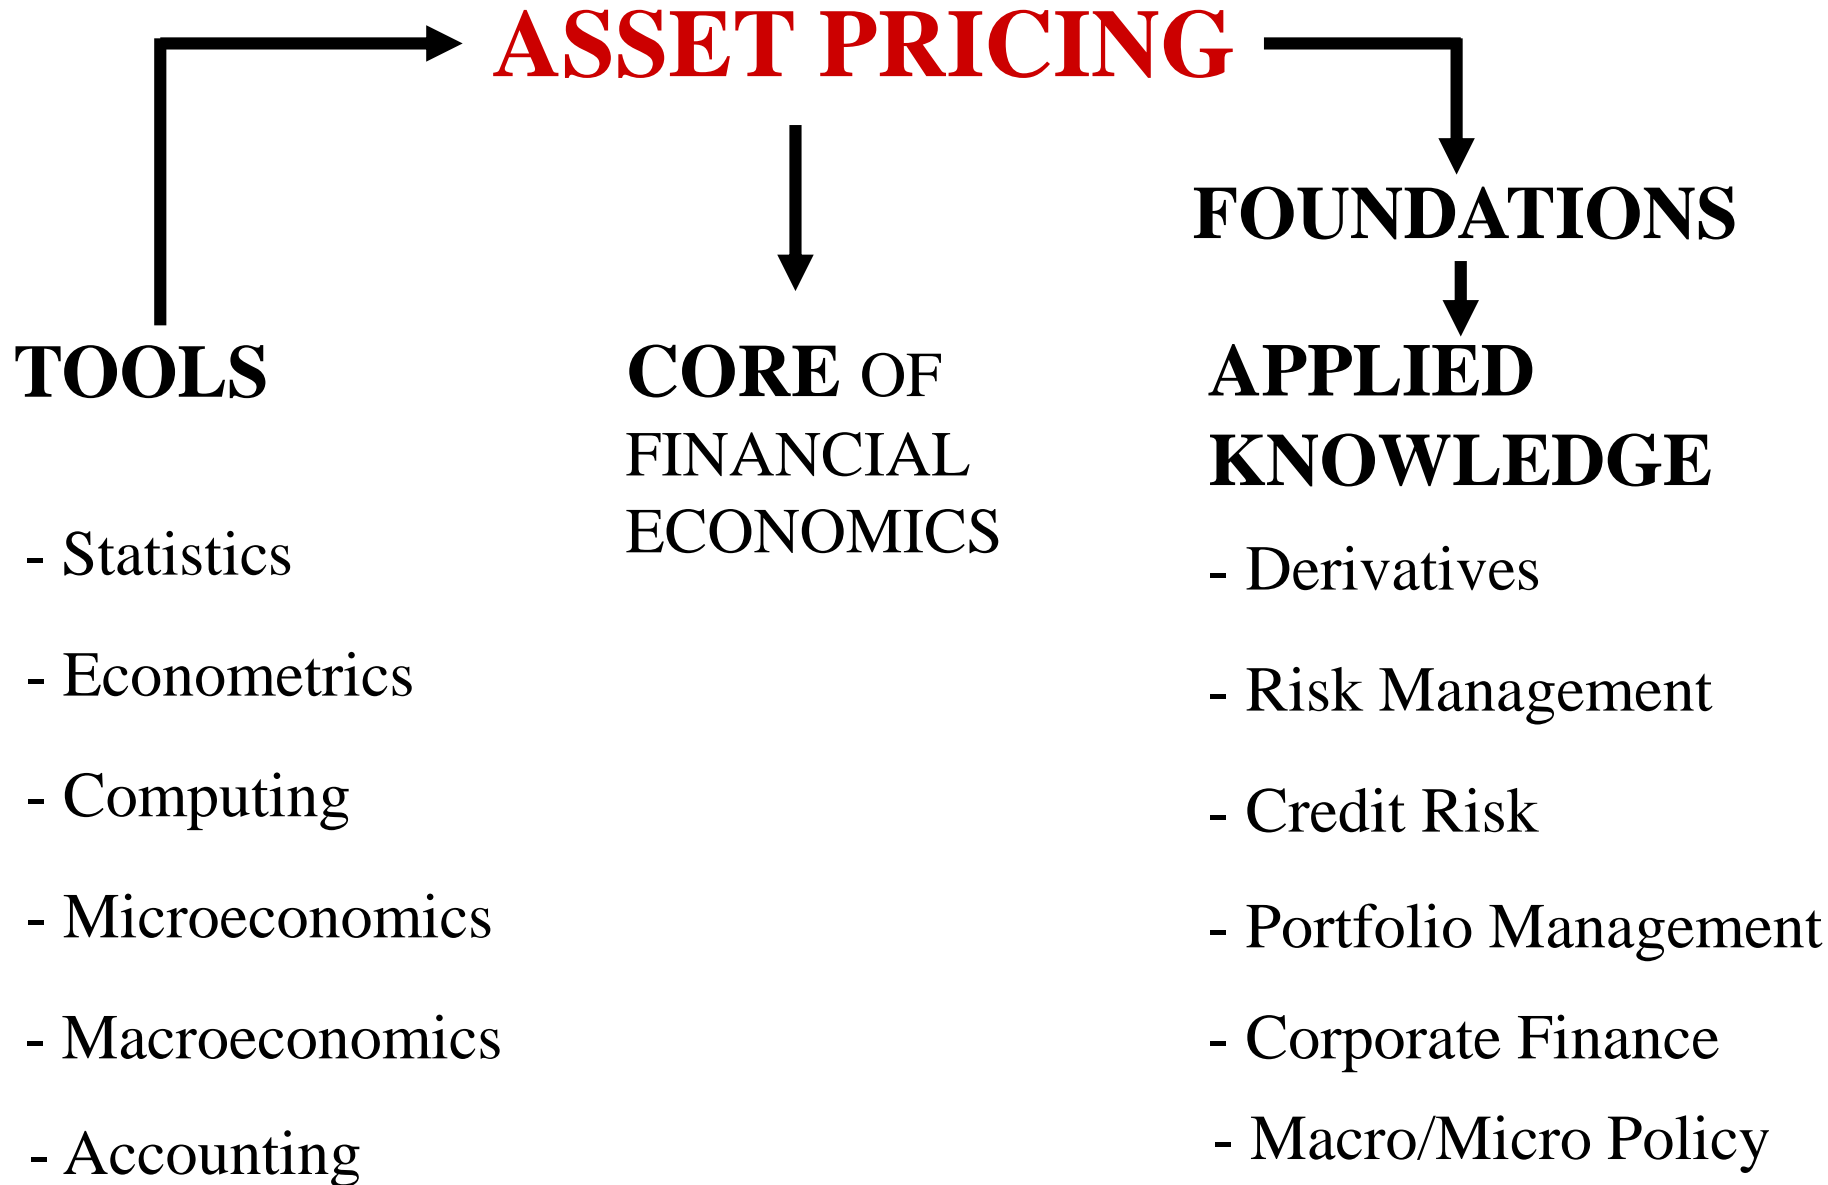 ASSET PRICING
TOOLS
- Statistics
- Econometrics
- Computing
- Microeconomics
- Macroeconomics
- Accounting
CORE OF
FINANCIAL
ECONOMICS
FOUNDATIONS
APPLIED
KNOWLEDGE
- Derivatives
- Risk Management
- Credit Risk
- Portfolio Management
- Corporate Finance
- Macro/Micro Policy